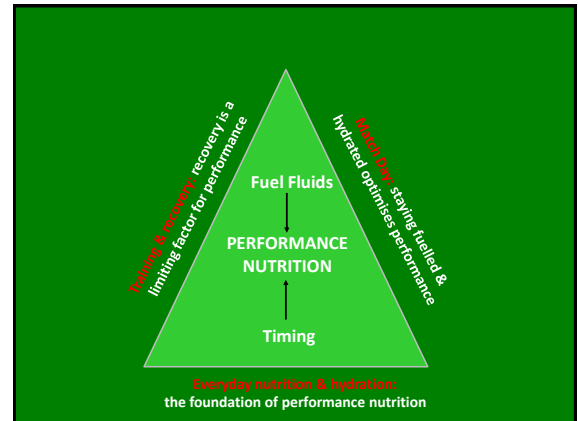 Training & recovery: recovery is a
limiting factor for performance
Match Day: staying fuelled &
hydrated optimises performance
Fuel Fluids
PERFORMANCE
NUTRITION
Timing
Everyday nutrition & hydration:
the foundation of performance nutrition